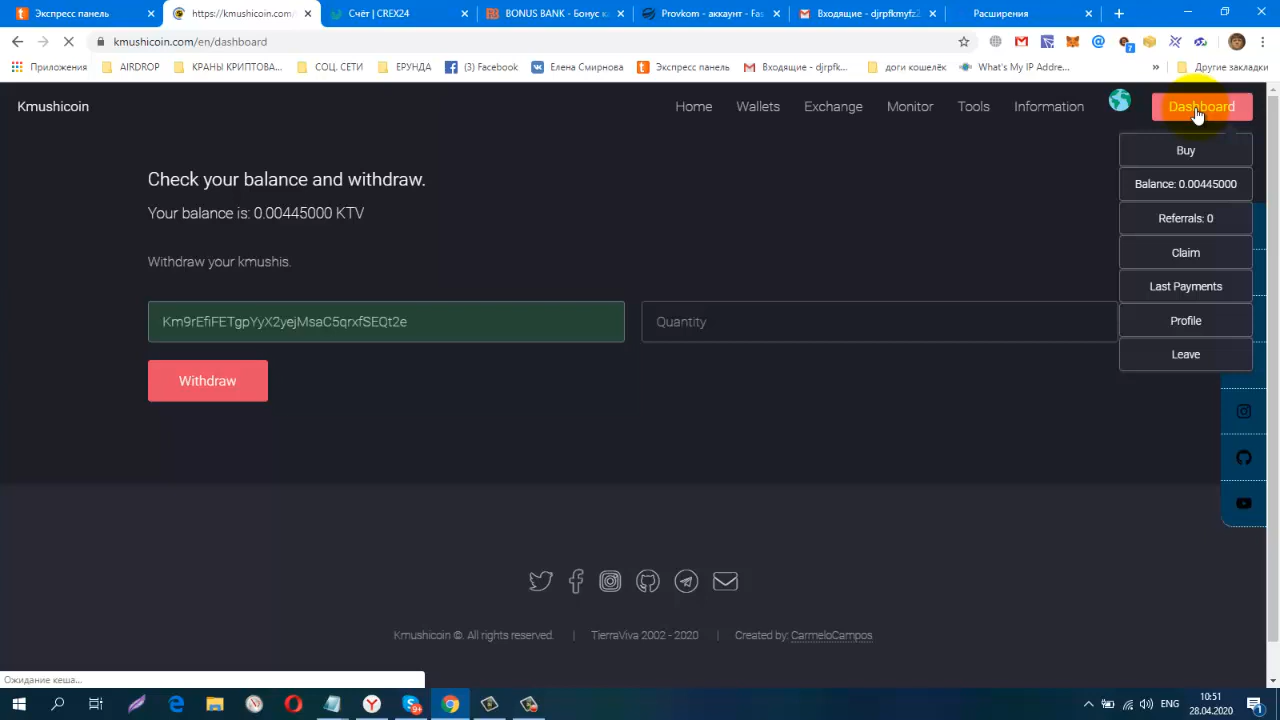 Экспресс панель
https://kmushicoin.com/
Счёт | CREX24
BONUS BANK - Бонус к
Provkom - аккаунт - Fas
Входящие - djrpfkmyfz2
Расширения
kmushicoin.com/en/dashboard
7
Приложения
AIRDROP
КРАНЫ КРИПТОВА...
СОЦ. СЕТИ
ЕРУНДА
(3) Facebook
Елена Смирнова
Экспресс панель
Входящие - djrpfk...
доги кошелёк
What's My IP Addre...
»
Другие закладки
Kmushicoin
Home
Wallets
Exchange
Monitor
Tools
Information
Dashboard
Buy
Balance: 0.00445000
Referrals: 0
Claim
Last Payments
Profile
Leave
Check your balance and withdraw.
Your balance is: 0.00445000 KTV
Withdraw your kmushis.
Km9rEfiFETgpYyX2yejMsaC5qrxfSEQt2e
Quantity
Withdraw
Kmushicoin ©. All rights reserved. | TierraViva 2002 - 2020 | Created by: CarmeloCampos
Ожидание кеша...
9+
ENG
10:51
28.04.2020
1